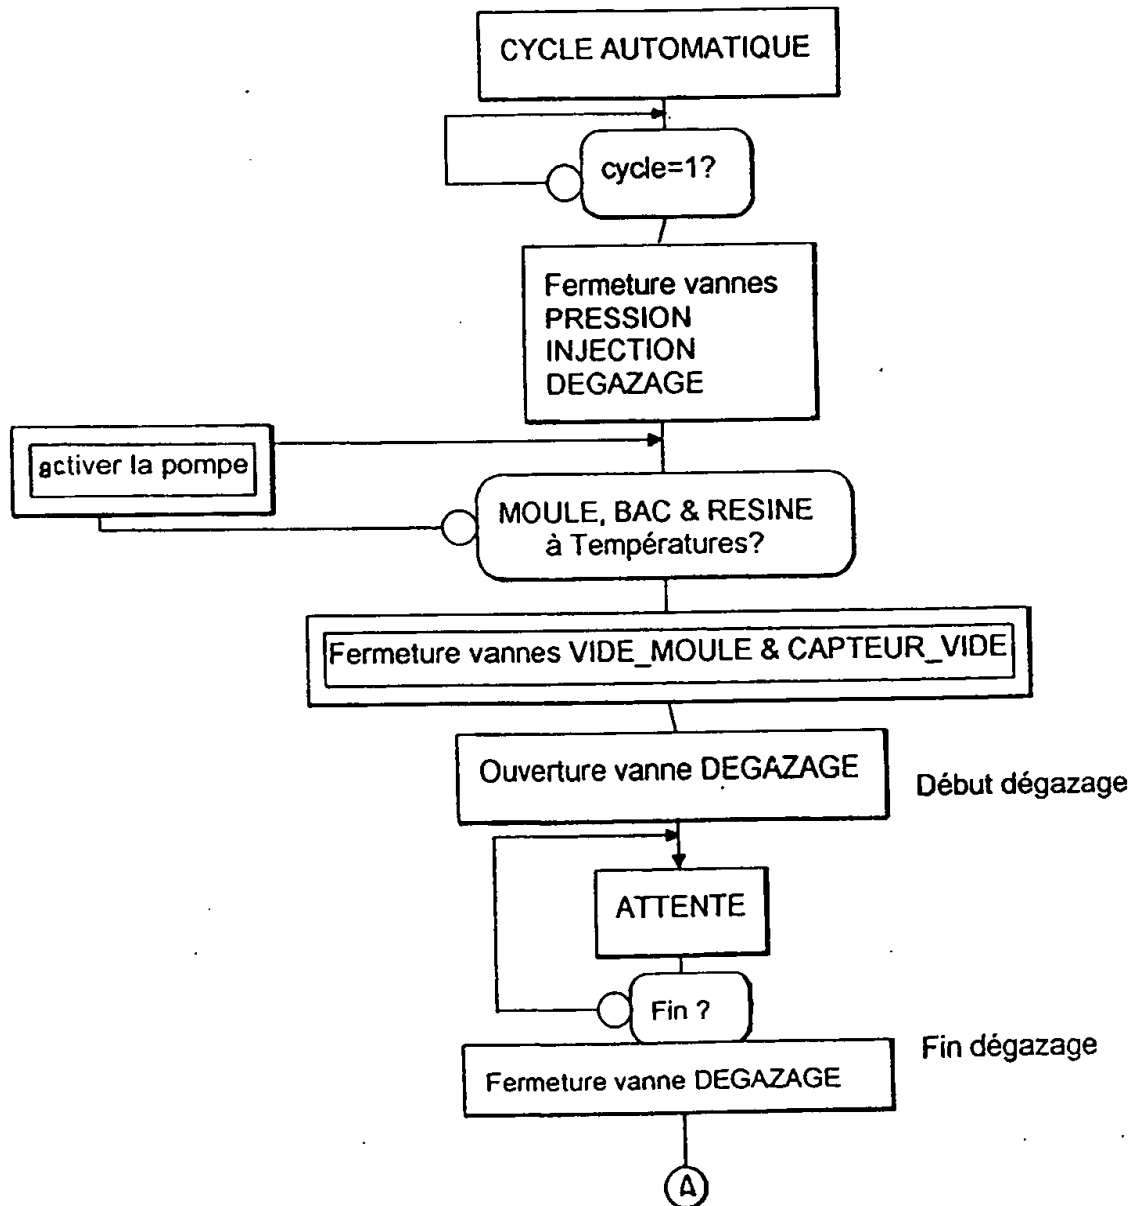 CYCLE AUTOMATIQUE
cycle=1?
Fermeture vannes
PRESSION
INJECTION
DEGAZAGE
activer la pompe
MOULE, BAC & RESINE
à Températures?
Fermeture vannes VIDE_MOULE & CAPTEUR_VIDE
Ouverture vanne DEGAZAGE
Début dégazage
ATTENTE
Fin ?
Fin dégazage
Fermeture vanne DEGAZAGE
A